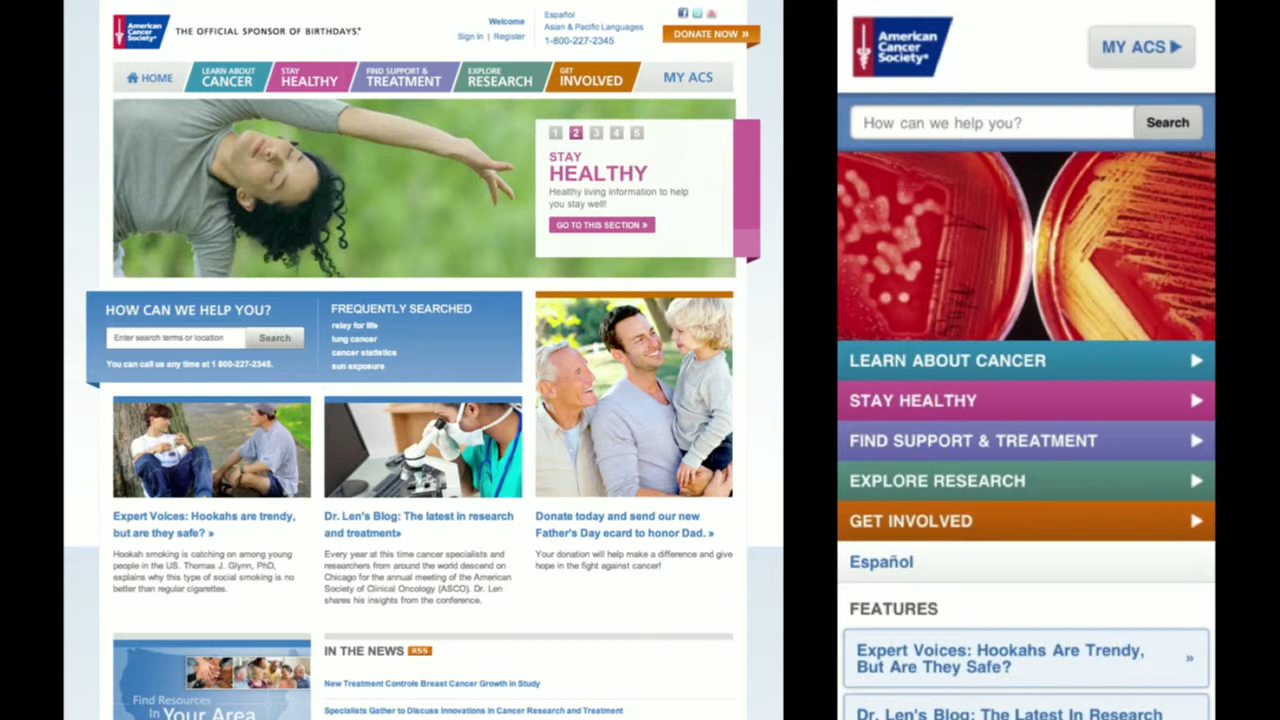 American
Cancer
Society®
THE OFFICIAL SPONSOR OF BIRTHDAYS.®
Welcome
Sign In | Register
Español
Asian & Pacific Languages
1-800-227-2345
DONATE NOW »
HOME
LEARN ABOUT
CANCER
STAY
HEALTHY
FIND SUPPORT &
TREATMENT
EXPLORE
RESEARCH
GET
INVOLVED
MY ACS
1 2 3 4 5
STAY
HEALTHY
Healthy living information to help
you stay well!
GO TO THIS SECTION »
HOW CAN WE HELP YOU?
Enter search terms or location
Search
You can call us any time at 1 800-227-2345.
FREQUENTLY SEARCHED
relay for life
lung cancer
cancer statistics
sun exposure
Expert Voices: Hookahs are trendy,
but are they safe? »
Hookah smoking is catching on among young
people in the US. Thomas J. Glynn, PhD,
explains why this type of social smoking is no
better than regular cigarettes.
Dr. Len's Blog: The latest in research
and treatment»
Every year at this time cancer specialists and
researchers from around the world descend on
Chicago for the annual meeting of the American
Society of Clinical Oncology (ASCO). Dr. Len
shares his insights from the conference.
Donate today and send our new
Father's Day ecard to honor Dad. »
Your donation will help make a difference and give
hope in the fight against cancer!
Find Resources
In Your Area
IN THE NEWS RSS
New Treatment Controls Breast Cancer Growth in Study
Specialists Gather to Discuss Innovations in Cancer Research and Treatment
American
Cancer
Society®
MY ACS
How can we help you?
Search
LEARN ABOUT CANCER
STAY HEALTHY
FIND SUPPORT & TREATMENT
EXPLORE RESEARCH
GET INVOLVED
Español
FEATURES
Expert Voices: Hookahs Are Trendy,
But Are They Safe? »
Dr. Len's Blog: The Latest In Research